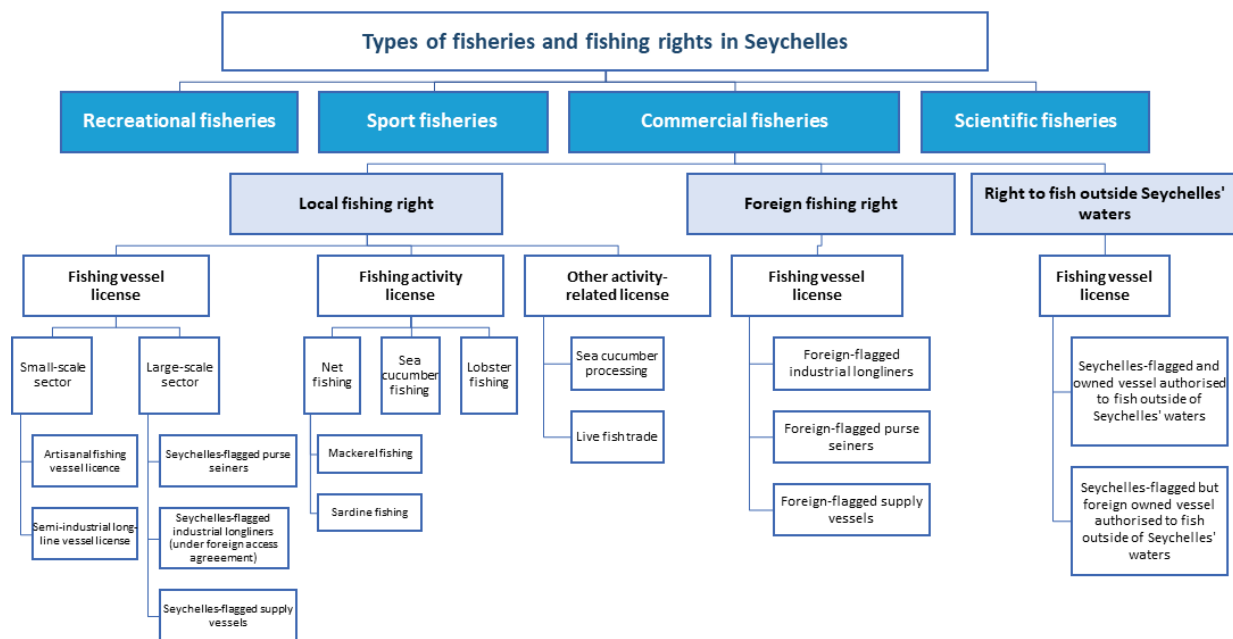 Types of fisheries and fishing rights in Seychelles
Recreational fisheries
Sport fisheries
Commercial fisheries
Scientific fisheries
Local fishing right
Foreign fishing right
Right to fish outside Seychelles'
waters
Fishing vessel
license
Fishing activity
license
Other activity-
related license
Fishing vessel
license
Fishing vessel
license
Small-scale
sector
Large-scale
sector
Net
fishing
Sea
cucumber
fishing
Lobster
fishing
Sea cucumber
processing
Live fish trade
Foreign-flagged
industrial longliners
Foreign-flagged purse
seiners
Foreign-flagged supply
vessels
Seychelles-flagged and
owned vessel authorised
to fish outside of
Seychelles' waters
Seychelles-flagged but
foreign owned vessel
authorised to fish
outside of Seychelles'
waters
Artisanal fishing
vessel licence
Semi-industrial long-
line vessel license
Seychelles-flagged purse
seiners
Seychelles-flagged
industrial longliners
(under foreign access
agreeement)
Seychelles-flagged supply
vessels
Mackerel fishing
Sardine fishing